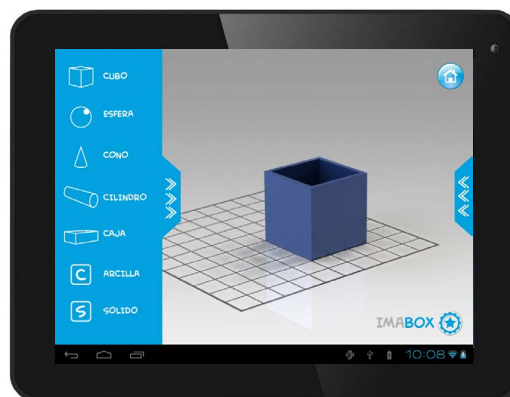 CUBO
ESFERA
CONO
CILINDRO
CAJA
C ARCILLA
S SOLIDO
IMABOX
10:08